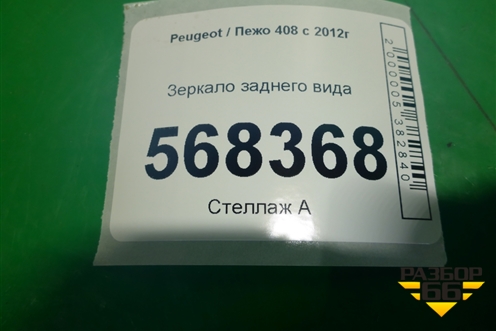 Peugeot / Пежо 408 с 2012г
Зеркало заднего вида
568368
Стеллаж А
2000005382840
РАЗБОР
66